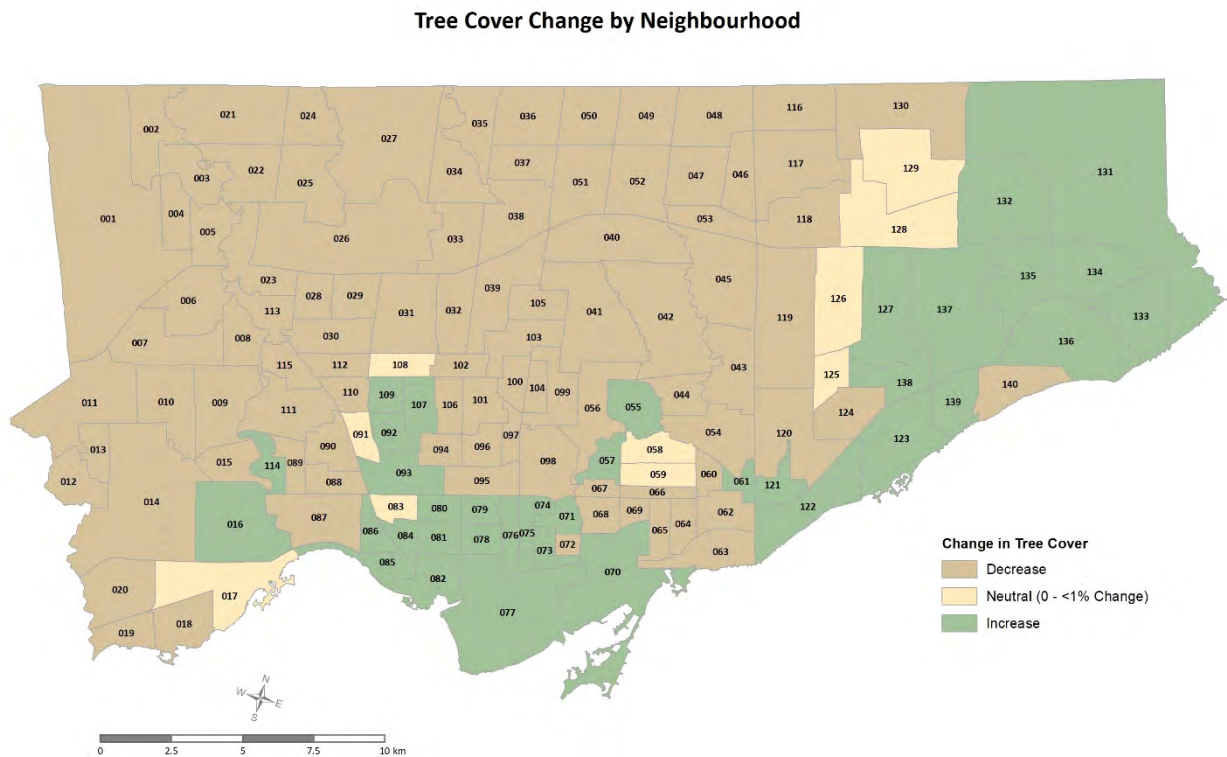 Tree Cover Change by Neighbourhood
116 130
021 024 035 036 050 049 048
002 027
131
022 037 117 129
003 025 034 051 052 047 046
001 004 005 038 053 118 132
026 033 040 128
023 045 135 134
006 028 029 039 105 126 127 137
113 031 032 041 042 119 133
007 008 030 103 136
115 112 108 102 043
100 104 099 044 125 138 140
011 010 009 110 109 107 106 101 056 055 139
111 124
091 092 097 054 120 123
013 090 094 096 058
015 114 089 093 098 057
012 088 095 059 060 061 121
014 067 066
083 080 079 074 122
016 087 086 084 081 078 076 075 071 068 069 064 062
073 072 065
085 063
020 017 082 070
077
019 018
Change in Tree Cover
Decrease
Neutral (0 - <1% Change)
Increase
N
W
E
S
0 2.5 5 7.5 10 km